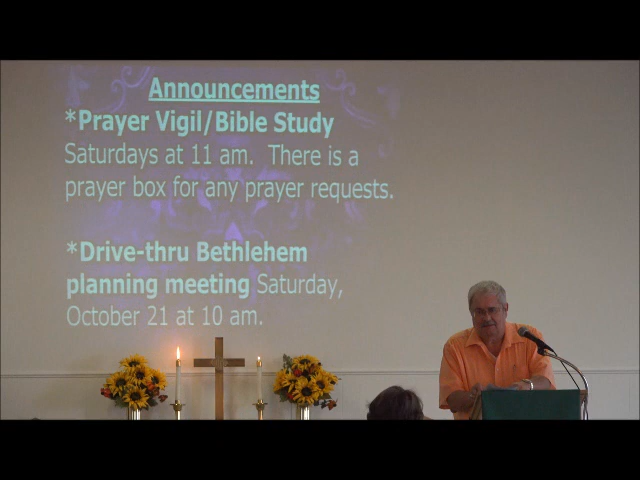 Announcements
*Prayer Vigil/Bible Study
Saturdays at 11 am.  There is a
prayer box for any prayer requests.
*Drive-thru Bethlehem
planning meeting Saturday,
October 21 at 10 am.